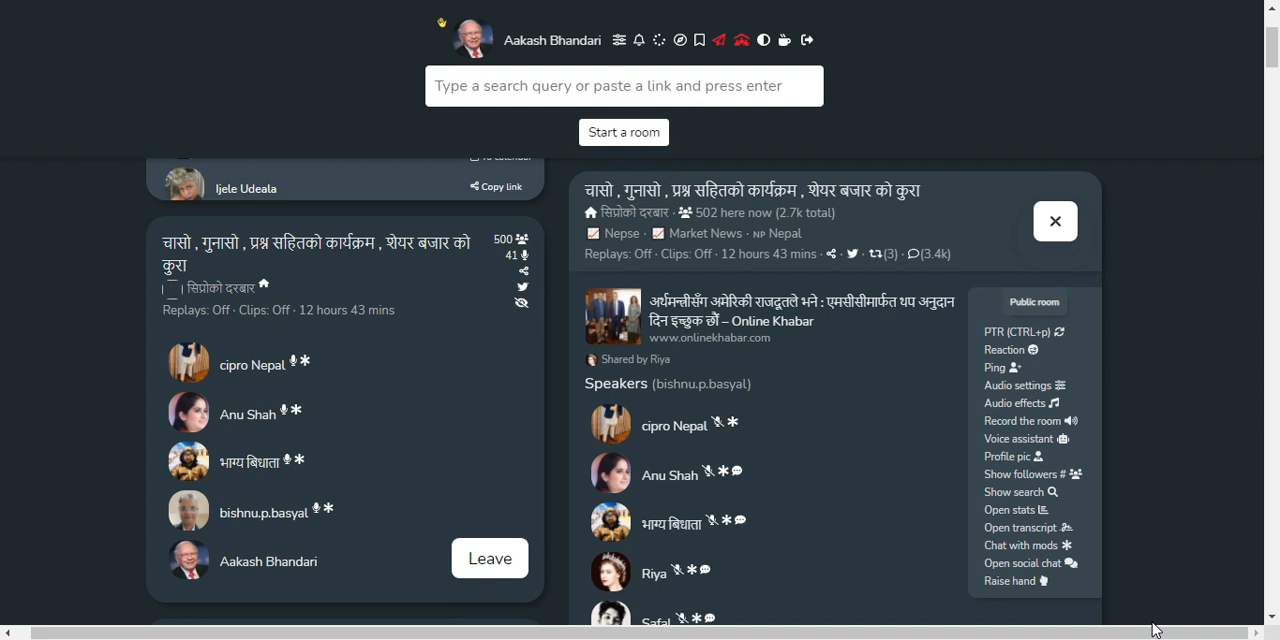 Aakash Bhandari
Type a search query or paste a link and press enter
Start a room
Ijele Udeala
Copy link
चासो , गुनासो , प्रश्न सहितको कार्यक्रम , शेयर बजार को
कुरा
500
41
सिप्रोको दरबार
Replays: Off · Clips: Off · 12 hours 43 mins
cipro Nepal
Anu Shah
भाग्य बिधाता
bishnu.p.basyal
Aakash Bhandari
Leave
चासो , गुनासो , प्रश्न सहितको कार्यक्रम , शेयर बजार को कुरा
सिप्रोको दरबार · 502 here now (2.7k total)
Nepse · Market News · NP Nepal
Replays: Off · Clips: Off · 12 hours 43 mins · · · (3) · (3.4k)
अर्थमन्त्रीसँग अमेरिकी राजदूतले भने : एमसीसीमार्फत थप अनुदान
दिन इच्छुक छौं – Online Khabar
www.onlinekhabar.com
Shared by Riya
Speakers (bishnu.p.basyal)
cipro Nepal
Anu Shah
भाग्य बिधाता
Riya
Safal
Public room
PTR (CTRL+p)
Reaction
Ping
Audio settings
Audio effects
Record the room
Voice assistant
Profile pic
Show followers #
Show search
Open stats
Open transcript
Chat with mods
Open social chat
Raise hand